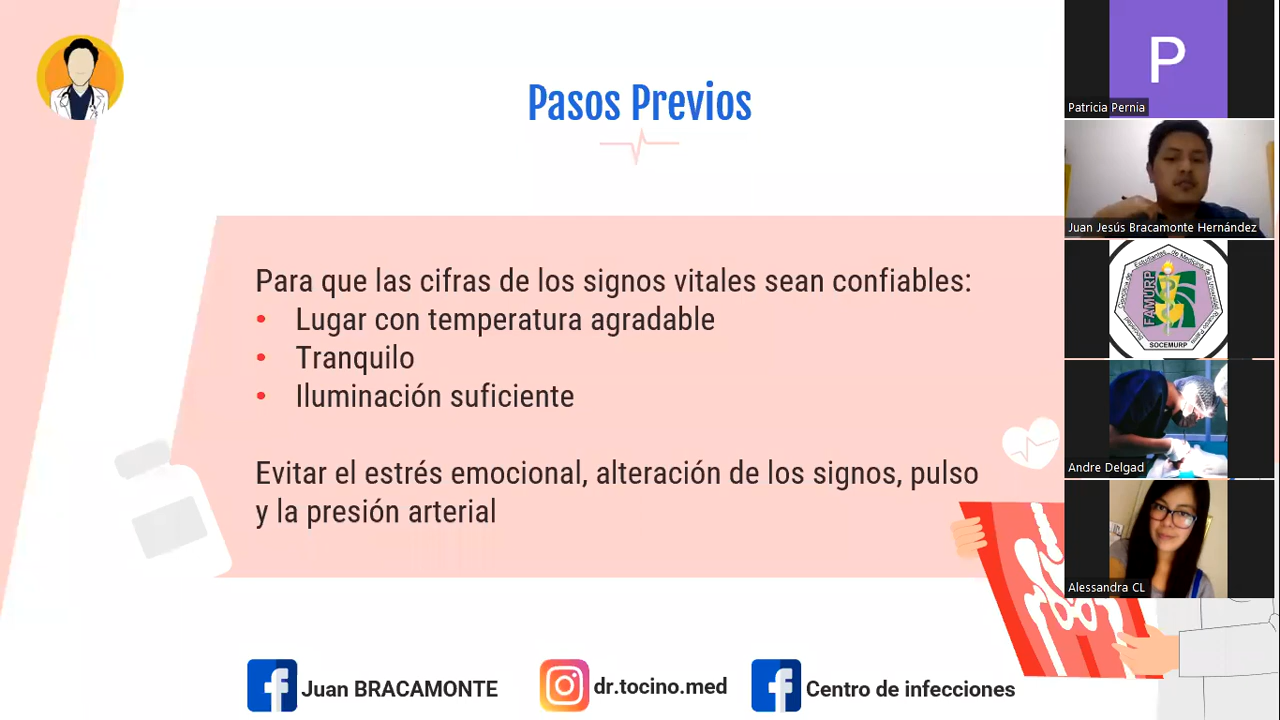 Pasos Previos
Para que las cifras de los signos vitales sean confiables:
• Lugar con temperatura agradable
• Tranquilo
• Iluminación suficiente
Evitar el estrés emocional, alteración de los signos, pulso
y la presión arterial
Juan BRACAMONTE
dr.tocino.med
Centro de infecciones
P
Patricia Pernía
Juan Jesús Bracamonte Hernández
FAMURP
SOCEMURP
Andre Delgad
Alessandra CL